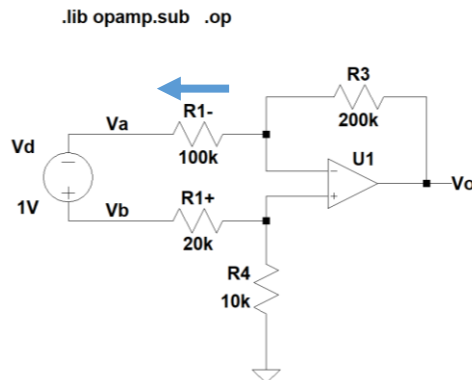 .lib opamp.sub .op
R3
200k
R1-
100k
Va
Vd
U1
−
−
+
+
Vo
1V
Vb
R1+
20k
R4
10k